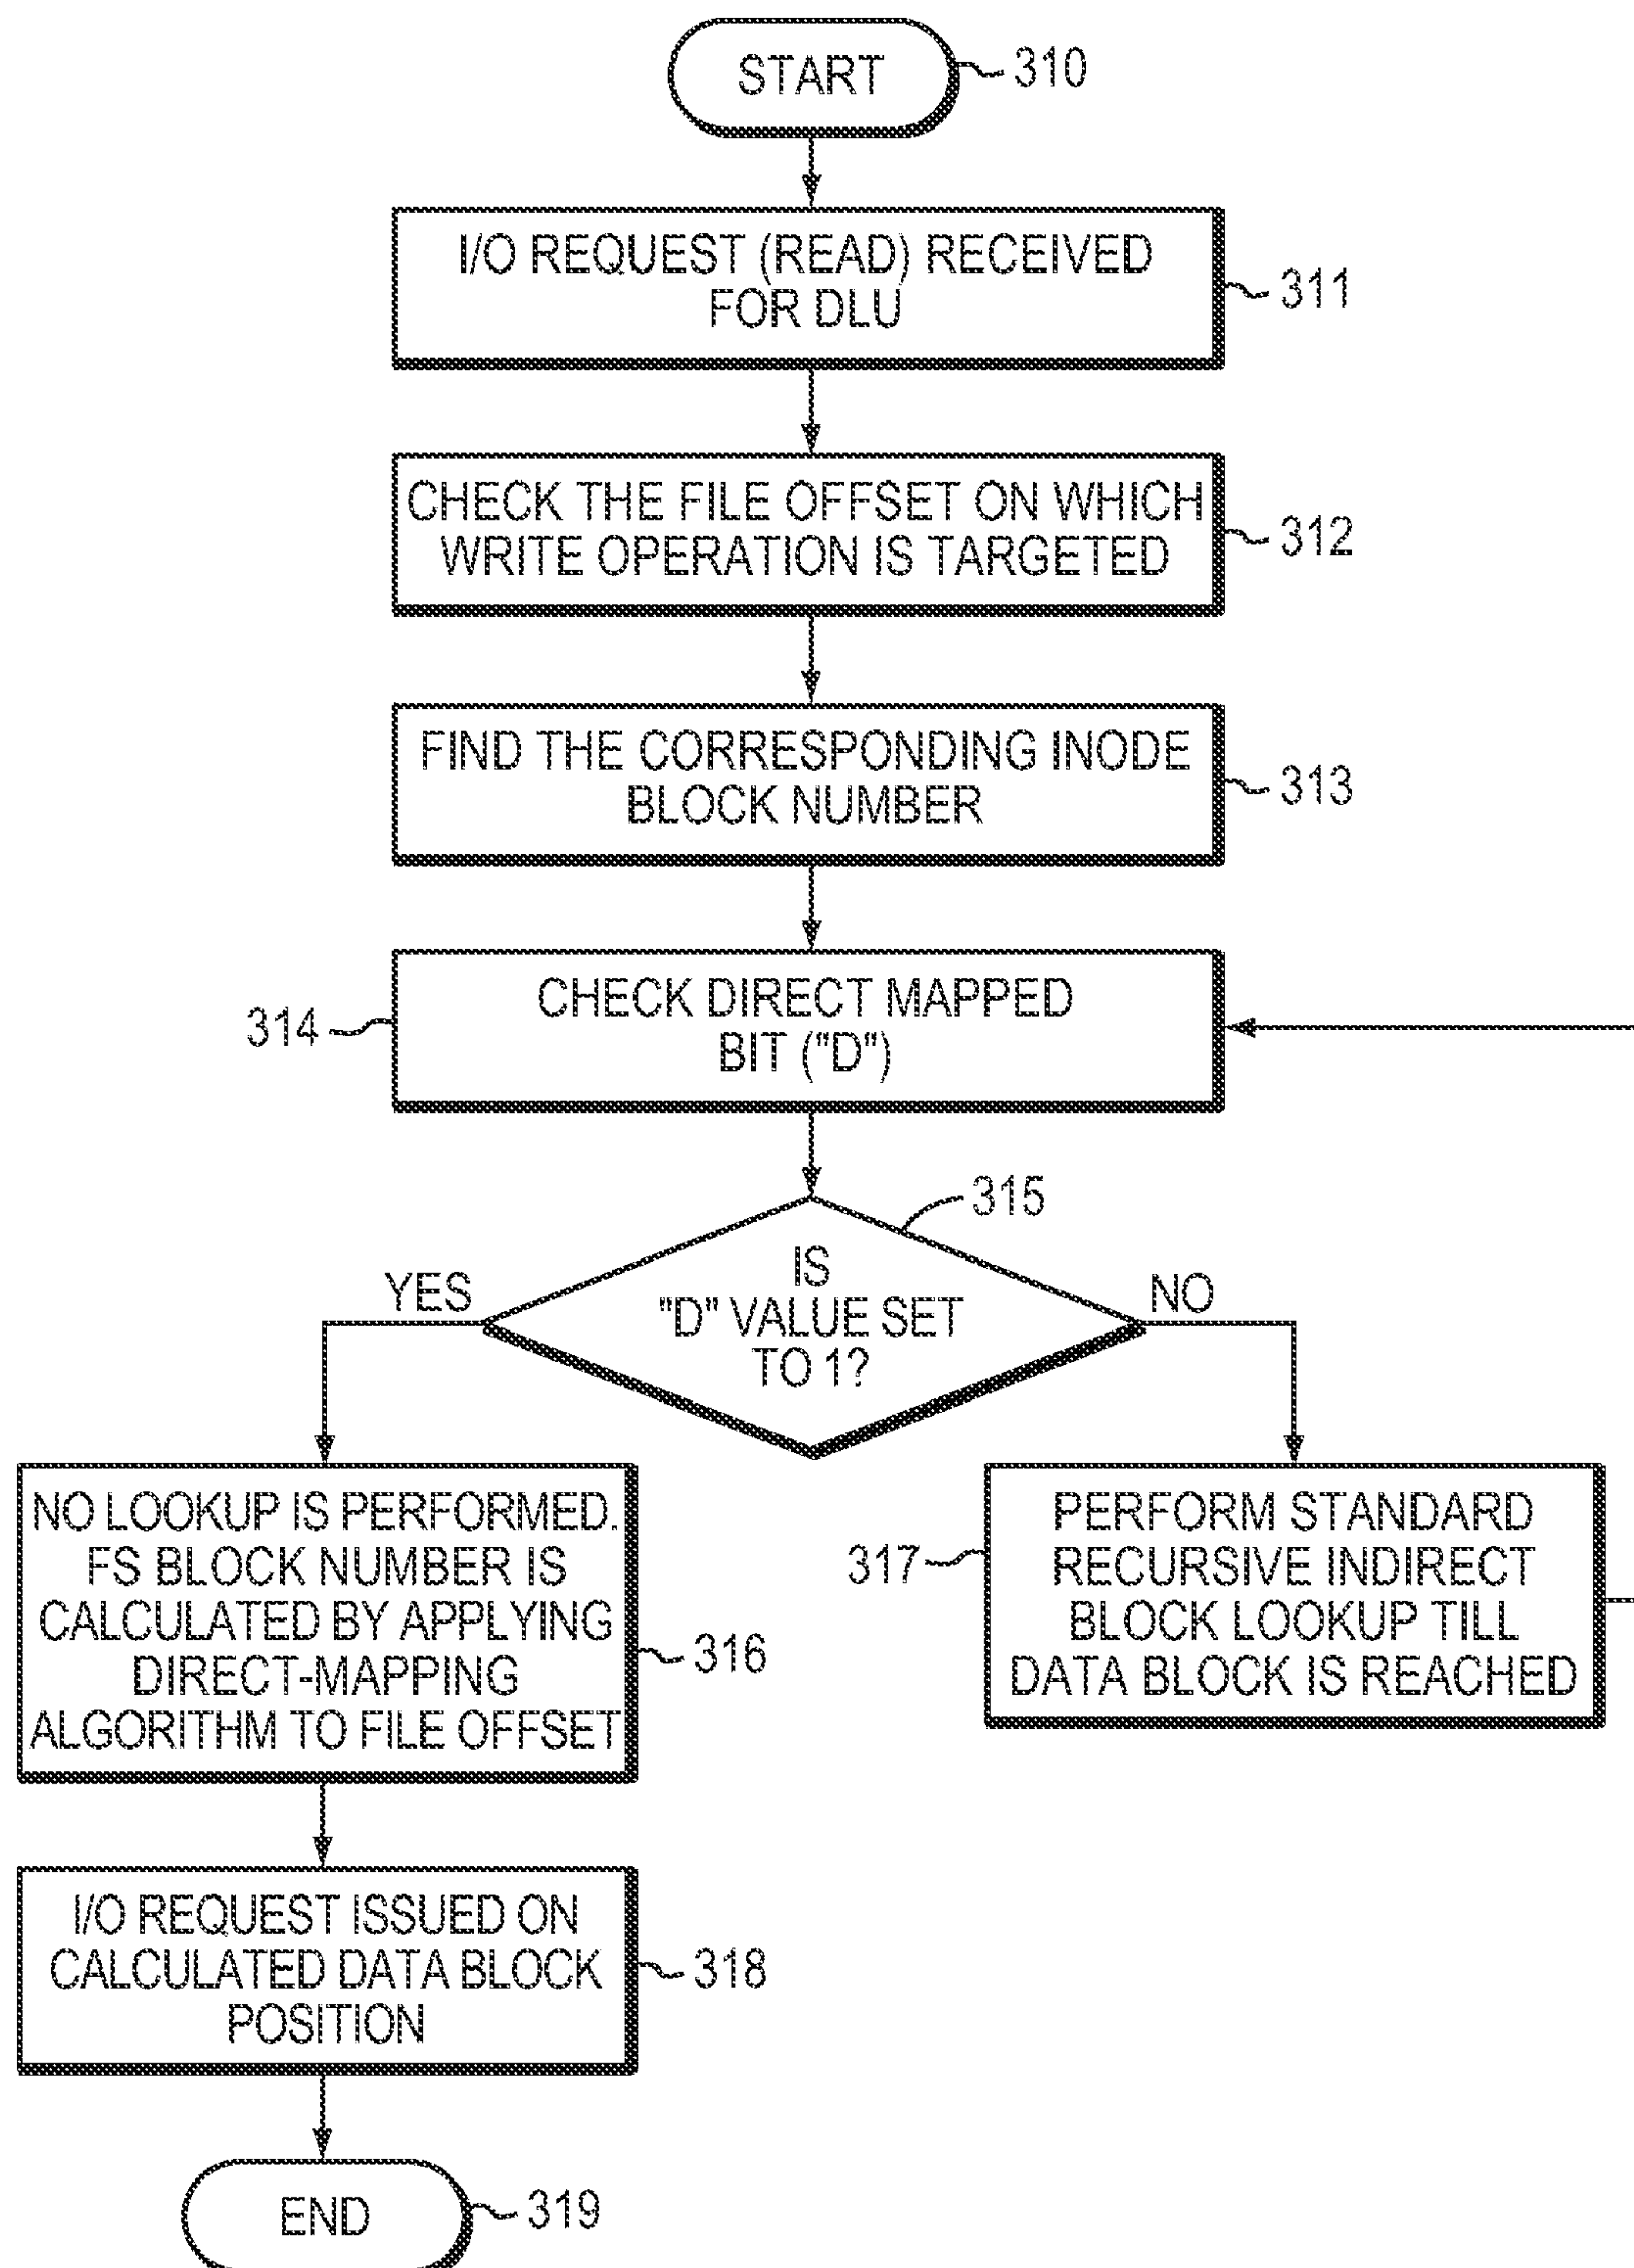 START
310
I/O REQUEST (READ) RECEIVED
FOR DLU
311
CHECK THE FILE OFFSET ON WHICH
WRITE OPERATION IS TARGETED
312
FIND THE CORRESPONDING INODE
BLOCK NUMBER
313
314
CHECK DIRECT MAPPED
BIT ("D")
315
IS
"D" VALUE SET
TO 1?
YES
NO
NO LOOKUP IS PERFORMED.
FS BLOCK NUMBER IS
CALCULATED BY APPLYING
DIRECT-MAPPING
ALGORITHM TO FILE OFFSET
316
317
PERFORM STANDARD
RECURSIVE INDIRECT
BLOCK LOOKUP TILL
DATA BLOCK IS REACHED
I/O REQUEST ISSUED ON
CALCULATED DATA BLOCK
POSITION
318
END
319